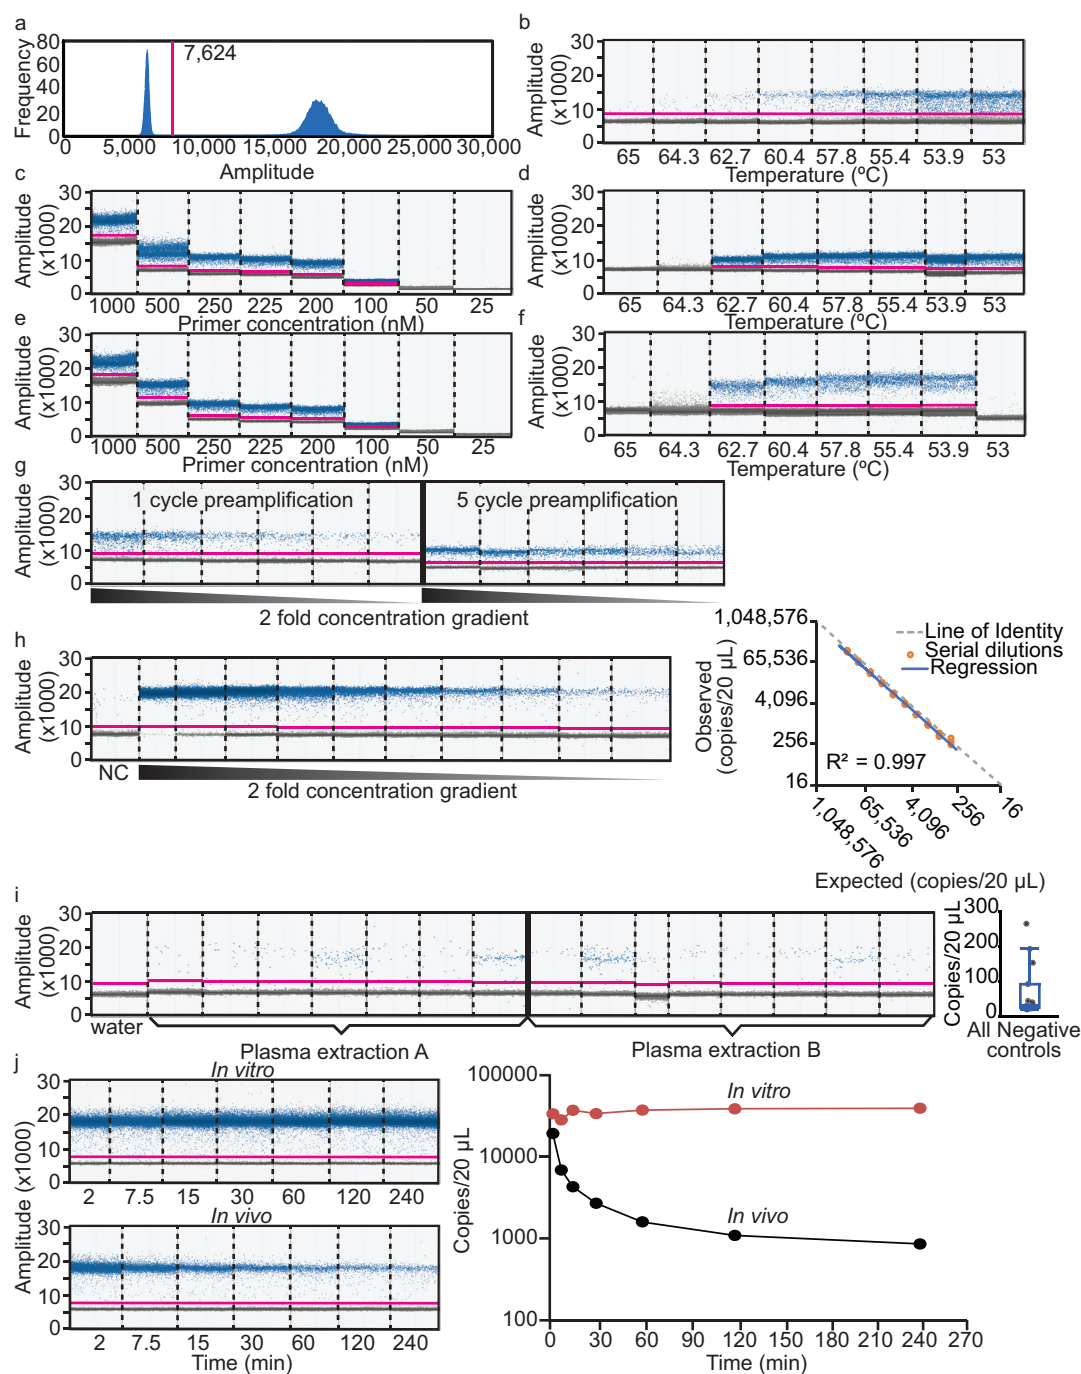 a
Frequency
80
60
40
20
0
7,624
0 5,000 10,000 15,000 20,000 25,000 30,000
Amplitude
b
Amplitude
(x1000)
30
20
10
0
65 64.3 62.7 60.4 57.8 55.4 53.9 53
Temperature (ºC)
c
Amplitude
(x1000)
30
20
10
0
1000 500 250 225 200 100 50 25
Primer concentration (nM)
d
Amplitude
(x1000)
30
20
10
0
65 64.3 62.7 60.4 57.8 55.4 53.9 53
Temperature (ºC)
e
Amplitude
(x1000)
30
20
10
0
1000 500 250 225 200 100 50 25
Primer concentration (nM)
f
Amplitude
(x1000)
30
20
10
0
65 64.3 62.7 60.4 57.8 55.4 53.9 53
Temperature (ºC)
g
Amplitude
(x1000)
30
20
10
0
1 cycle preamplification
5 cycle preamplification
2 fold concentration gradient
h
Amplitude
(x1000)
30
20
10
0
NC
2 fold concentration gradient
Observed
(copies/20 µL)
1,048,576
65,536
4,096
256
16
Line of Identity
Serial dilutions
Regression
R² = 0.997
1,048,576 65,536 4,096 256 16
Expected (copies/20 µL)
i
Amplitude
(x1000)
30
20
10
0
water
Plasma extraction A
Plasma extraction B
Copies/20 µL
300
200
100
0
All Negative
controls
j
In vitro
Amplitude (x1000)
30
20
10
0
2 7.5 15 30 60 120 240
In vivo
30
20
10
0
2 7.5 15 30 60 120 240
Time (min)
Copies/20 µL
100000
10000
1000
100
In vitro
In vivo
0 30 60 90 120 150 180 210 240 270
Time (min)